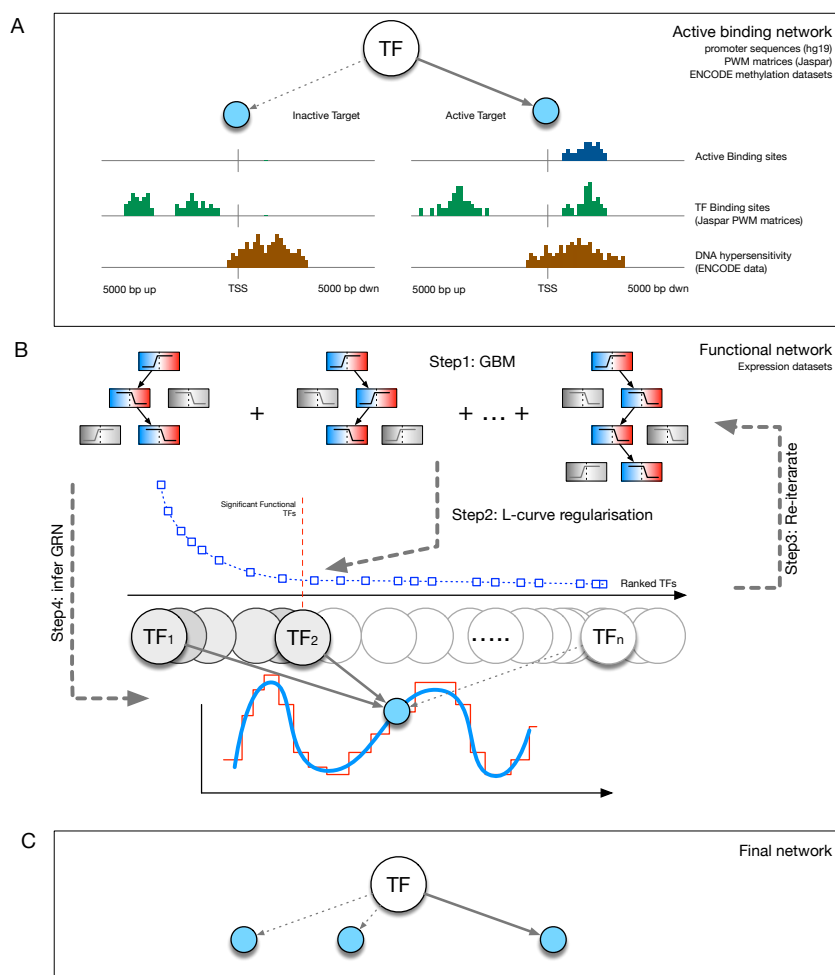 A
Active binding network
promoter sequences (hg19)
PWM matrices (Jaspar)
ENCODE methylation datasets
TF
Inactive Target
Active Target
Active Binding sites
TF Binding sites
(Jaspar PWM matrices)
DNA hypersensitivity
(ENCODE data)
5000 bp up
TSS
5000 bp dwn
5000 bp up
TSS
5000 bp dwn
B
Functional network
Expression datasets
Step1: GBM
+
+ ... +
Significant Functional
TFs
Step2: L-curve regularisation
Step3: Re-iterarate
Step4: infer GRN
Ranked TFs
TF1
TF2
.....
TFn
C
Final network
TF